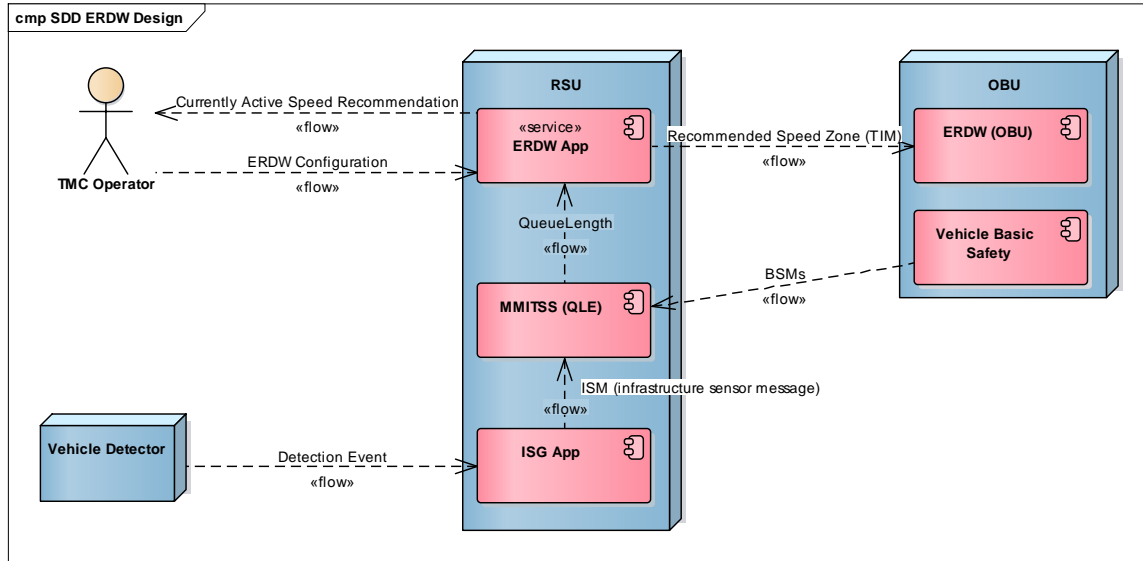 cmp SDD ERDW Design
RSU
OBU
Currently Active Speed Recommendation
«flow»
«service»
ERDW App
Recommended Speed Zone (TIM)
«flow»
ERDW (OBU)
ERDW Configuration
«flow»
TMC Operator
QueueLength
«flow»
Vehicle Basic
Safety
BSMs
«flow»
MMITSS (QLE)
ISM (infrastructure sensor message)
«flow»
Vehicle Detector
Detection Event
«flow»
ISG App